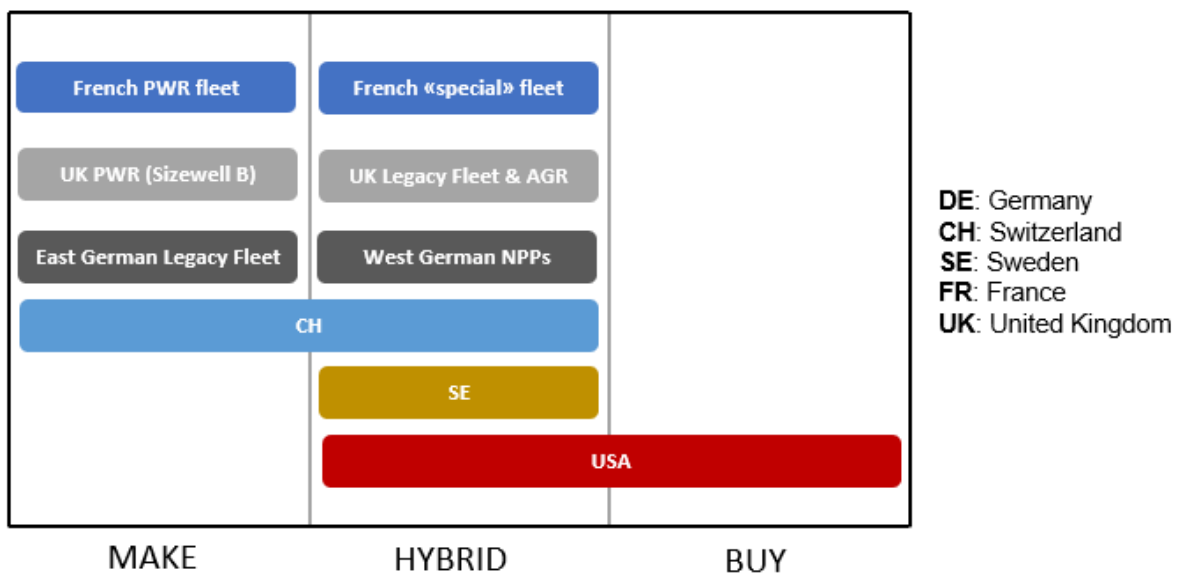 French PWR fleet
French «special» fleet
UK PWR (Sizewell B)
UK Legacy Fleet & AGR
East German Legacy Fleet
West German NPPs
CH
SE
USA
MAKE
HYBRID
BUY
DE: Germany
CH: Switzerland
SE: Sweden
FR: France
UK: United Kingdom